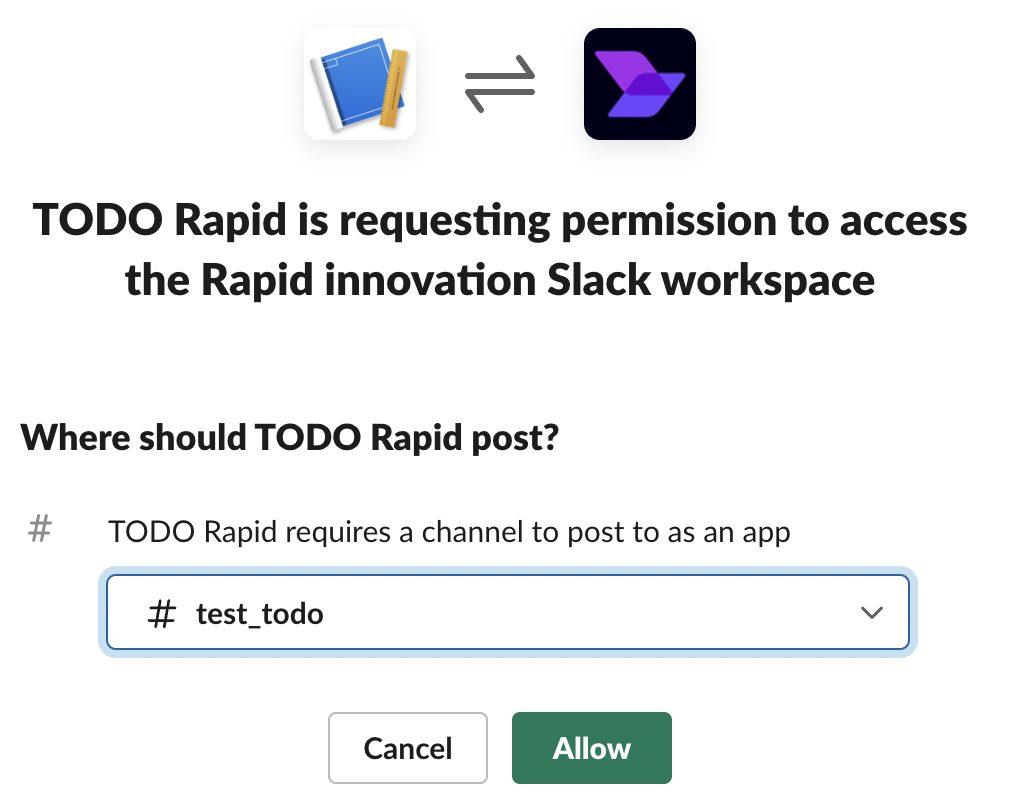 TODO Rapid is requesting permission to access
the Rapid innovation Slack workspace
Where should TODO Rapid post?
# TODO Rapid requires a channel to post to as an app
# test_todo
Cancel Allow